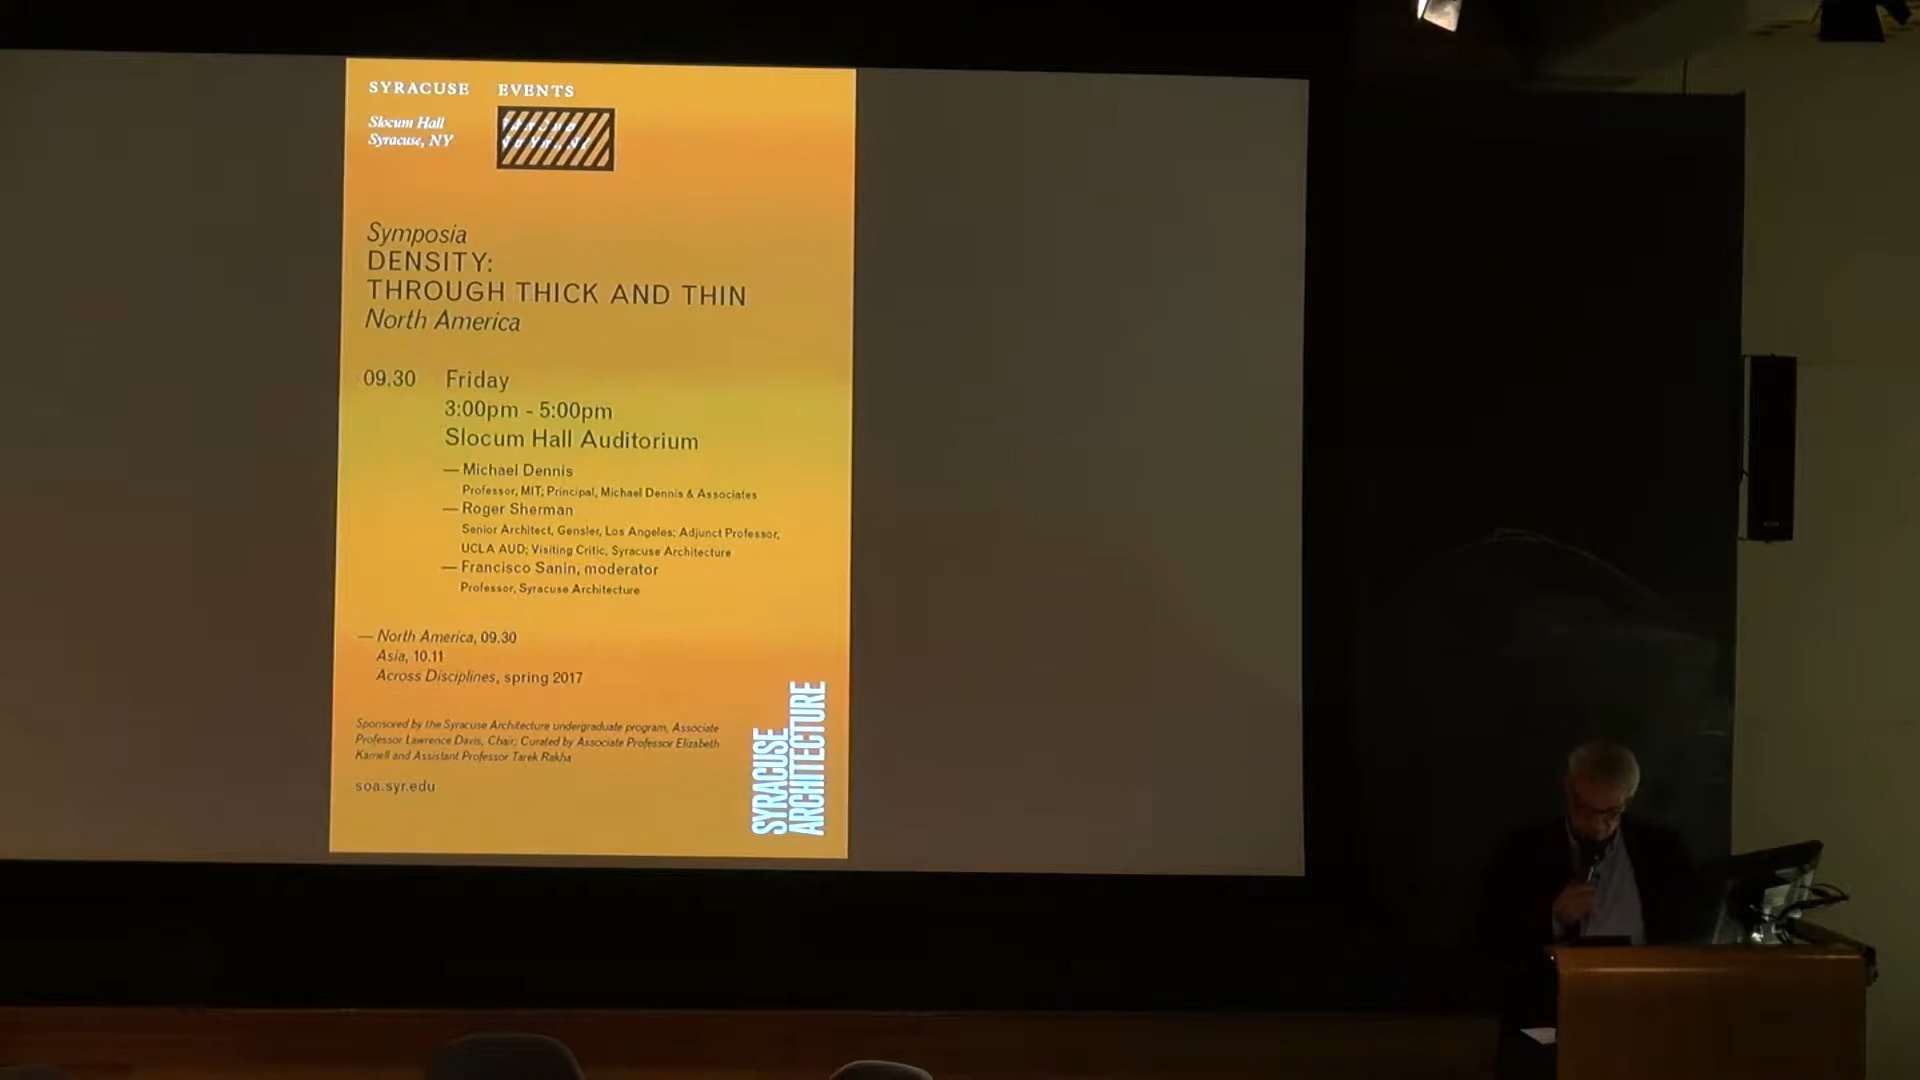 SYRACUSE EVENTS
Slocum Hall
Syracuse, NY
Symposia
DENSITY:
THROUGH THICK AND THIN
North America
09.30 Friday
3:00pm - 5:00pm
Slocum Hall Auditorium
— Michael Dennis
Professor, MIT; Principal, Michael Dennis & Associates
— Roger Sherman
Senior Architect, Gensler, Los Angeles; Adjunct Professor,
UCLA AUD; Visiting Critic, Syracuse Architecture
— Francisco Sanin, moderator
Professor, Syracuse Architecture
— North America, 09.30
Asia, 10.11
Across Disciplines, spring 2017
Sponsored by the Syracuse Architecture undergraduate program, Associate
Professor Lawrence Davis, Chair; Curated by Associate Professor Elizabeth
Kamell and Assistant Professor Tarek Rakha
soa.syr.edu
SYRACUSE
ARCHITECTURE